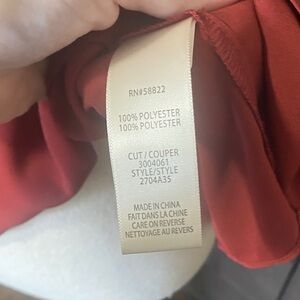 RN#58822
100% POLYESTER
100% POLYESTER
CUT / COUPER
3004061
STYLE/STYLE
2704A35
MADE IN CHINA
FAIT DANS LA CHINE
CARE ON REVERSE
NETTOYAGE AU REVERS